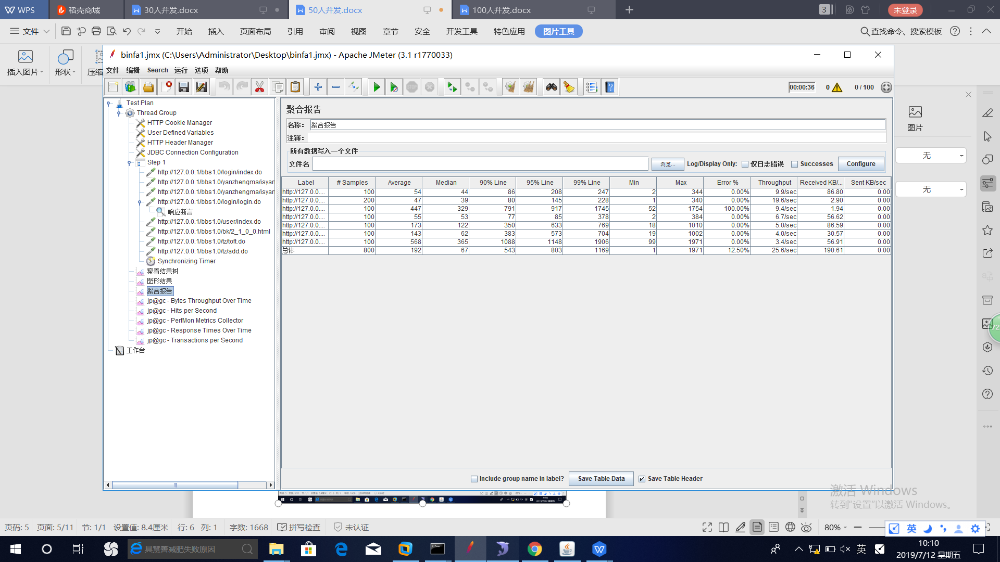 WPS
稻壳商城
30人并发.docx
50人并发.docx
100人并发.docx
3
未登录
文件
开始
插入
页面布局
引用
审阅
视图
章节
安全
开发工具
特色应用
图片工具
查找命令、搜索模板
插入图片
形状
压缩
binfa1.jmx (C:\Users\Administrator\Desktop\binfa1.jmx) - Apache JMeter (3.1 r1770033)
文件 编辑 Search 运行 选项 帮助
00:00:36
0
0 / 100
Test Plan
Thread Group
HTTP Cookie Manager
User Defined Variables
HTTP Header Manager
JDBC Connection Configuration
Step 1
http://127.0.0.1/bbs1.0/login/index.do
http://127.0.0.1/bbs1.0/yanzhengma/isyan
http://127.0.0.1/bbs1.0/yanzhengma/isyan
http://127.0.0.1/bbs1.0/login/login.do
响应断言
http://127.0.0.1/bbs1.0/user/index.do
http://127.0.0.1/bbs1.0/bk/2_1_0_0.html
http://127.0.0.1/bbs1.0/tz/toft.do
http://127.0.0.1/bbs1.0/tz/add.do
Synchronizing Timer
察看结果树
图形结果
聚合报告
jp@gc - Bytes Throughput Over Time
jp@gc - Hits per Second
jp@gc - PerfMon Metrics Collector
jp@gc - Response Times Over Time
jp@gc - Transactions per Second
工作台
聚合报告
名称: 聚合报告
注释:
所有数据写入一个文件
文件名 浏览... Log/Display Only: 仅日志错误 Successes Configure
Label # Samples Average Median 90% Line 95% Line 99% Line Min Max Error % Throughput Received KB/... Sent KB/sec
http://127.0.0.... 100 54 44 86 208 247 2 344 0.00% 9.9/sec 86.80 0.00
http://127.0.0.... 200 47 39 80 145 228 1 340 0.00% 19.6/sec 2.90 0.00
http://127.0.0.... 100 447 329 791 917 1745 52 1754 100.00% 9.4/sec 1.94 0.00
http://127.0.0.... 100 55 53 77 85 378 2 384 0.00% 6.7/sec 56.62 0.00
http://127.0.0.... 100 173 122 350 633 769 18 1010 0.00% 5.0/sec 86.59 0.00
http://127.0.0.... 100 143 62 383 573 704 19 1002 0.00% 4.0/sec 30.57 0.00
http://127.0.0.... 100 568 365 1088 1148 1906 99 1971 0.00% 3.4/sec 56.91 0.00
总体 800 192 67 543 803 1169 1 1971 12.50% 25.6/sec 190.61 0.00
Include group name in label? Save Table Data Save Table Header
图片
无
无
72
激活 Windows
转到"设置"以激活 Windows。
页码: 5 页面: 5/11 节: 1/1 设置值: 8.4厘米 行: 6 列: 1 字数: 1668 拼写检查 未认证
80%
英
具慧善减肥失败原因
英
10:10
2019/7/12 星期五